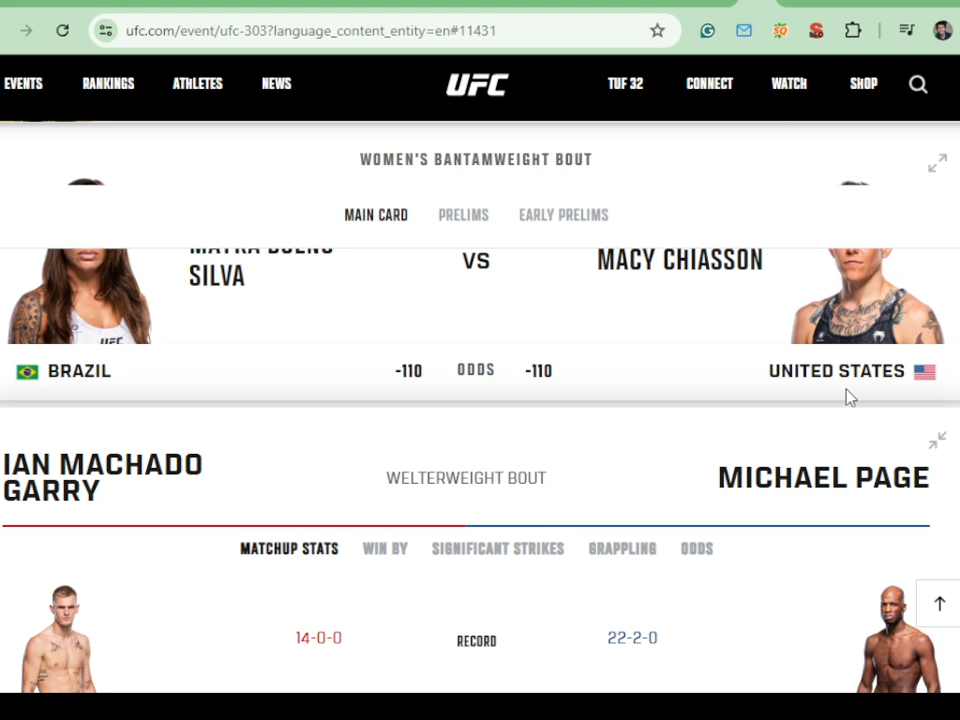 ufc.com/event/ufc-303?language_content_entity=en#11431
EVENTS RANKINGS ATHLETES NEWS UFC TUF 32 CONNECT WATCH SHOP
WOMEN'S BANTAMWEIGHT BOUT
MAIN CARD PRELIMS EARLY PRELIMS
SILVA VS MACY CHIASSON
UFC
BRAZIL -110 ODDS -110 UNITED STATES
IAN MACHADO
GARRY
WELTERWEIGHT BOUT
MICHAEL PAGE
MATCHUP STATS WIN BY SIGNIFICANT STRIKES GRAPPLING ODDS
14-0-0 RECORD 22-2-0